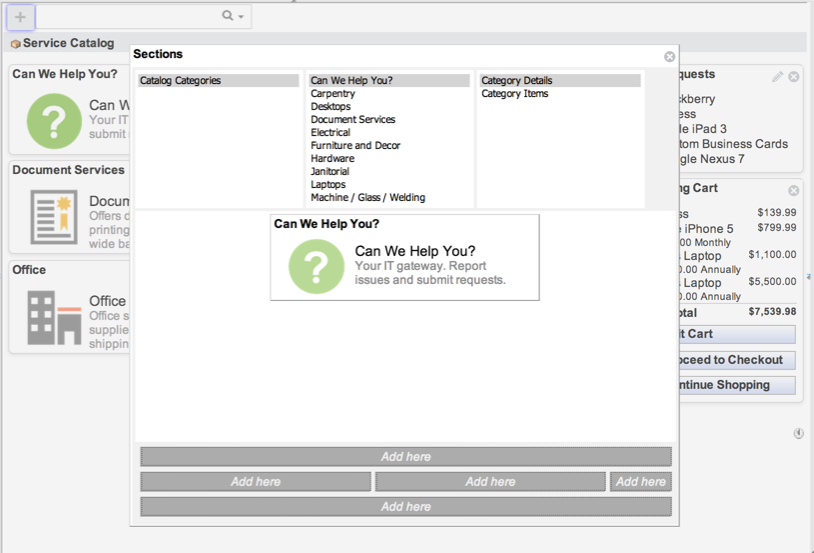 Service Catalog
Can We Help You?
Can W
Your IT
submit
Document Services
Docum
Offers d
printing
wide ba
Office
Office
Office s
supplie
shippin
Sections
Catalog Categories
Can We Help You?
Carpentry
Desktops
Document Services
Electrical
Furniture and Decor
Hardware
Janitorial
Laptops
Machine / Glass / Welding
Category Details
Category Items
Can We Help You?
Can We Help You?
Your IT gateway. Report
issues and submit requests.
Add here
Add here Add here Add here
Add here
quests
ckberry
ess
le iPad 3
tom Business Cards
gle Nexus 7
ng Cart
ss $139.99
e iPhone 5 $799.99
.00 Monthly
s Laptop $1,100.00
0.00 Annually
s Laptop $5,500.00
0.00 Annually
otal $7,539.98
it Cart
oceed to Checkout
ntinue Shopping